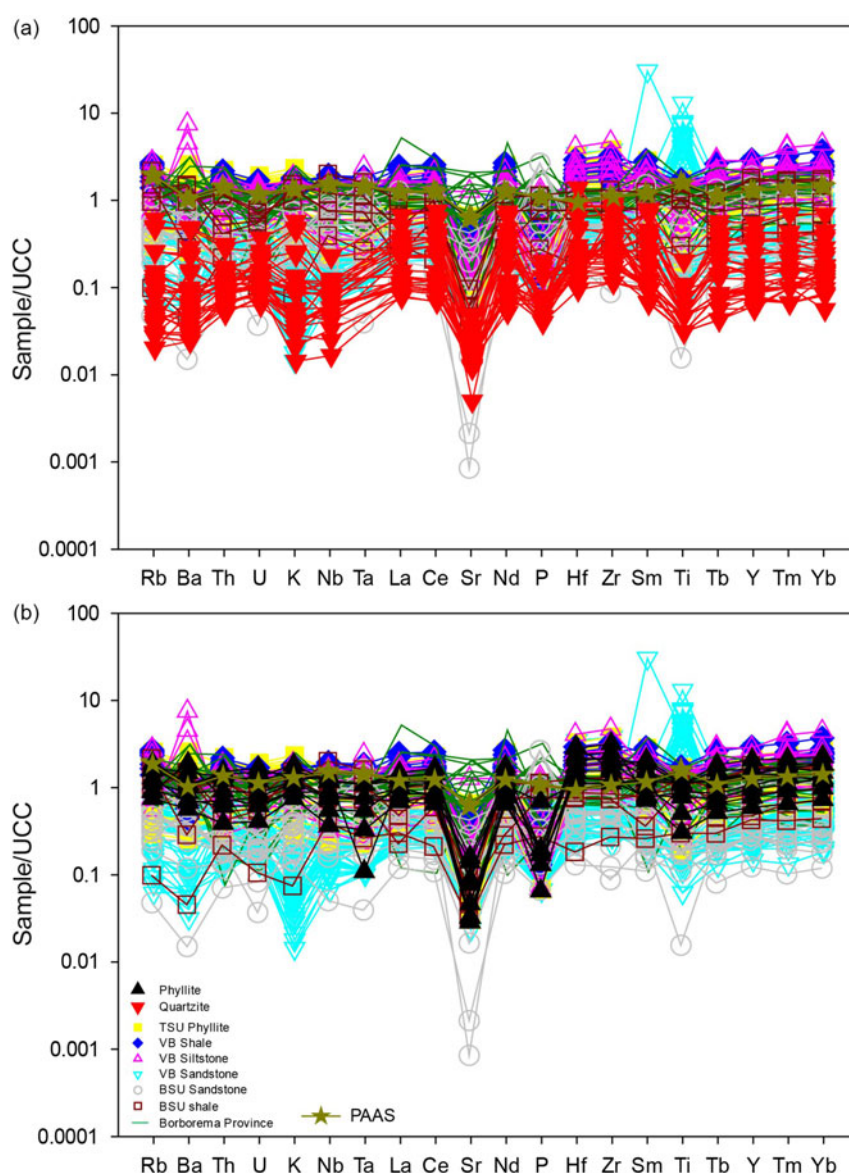 (a)
100
10
1
0.1
0.01
0.001
0.0001
Sample/UCC
Rb Ba Th U K Nb Ta La Ce Sr Nd P Hf Zr Sm Ti Tb Y Tm Yb
(b)
100
10
1
0.1
0.01
0.001
0.0001
Sample/UCC
Phyllite
Quartzite
TSU Phyllite
VB Shale
VB Siltstone
VB Sandstone
BSU Sandstone
BSU shale
Borborema Province
PAAS
Rb Ba Th U K Nb Ta La Ce Sr Nd P Hf Zr Sm Ti Tb Y Tm Yb